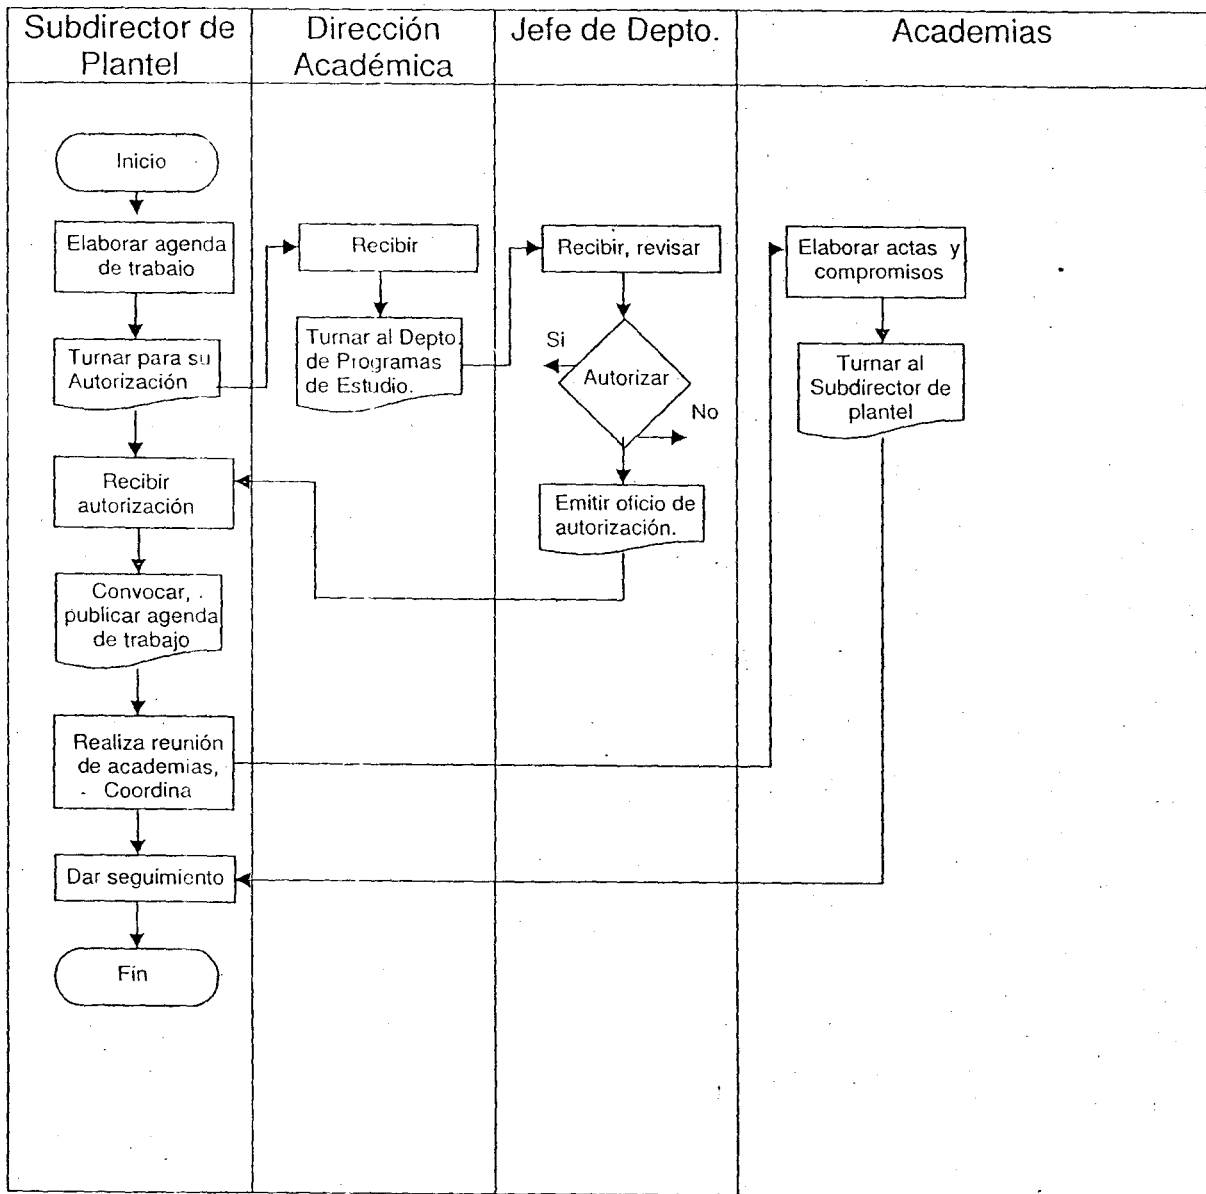 Subdirector de
Plantel
Dirección
Académica
Jefe de Depto.
Academias
Inicio
Elaborar agenda
de trabajo
Turnar para su
Autorización
Recibir
autorización
Convocar,
publicar agenda
de trabajo
Realiza reunión
de academias,
Coordina
Dar seguimiento
Fin
Recibir
Turnar al Depto.
de Programas
de Estudio.
Recibir, revisar
Si
Autorizar
No
Emitir oficio de
autorización.
Elaborar actas y
compromisos
Turnar al
Subdirector de
plantel